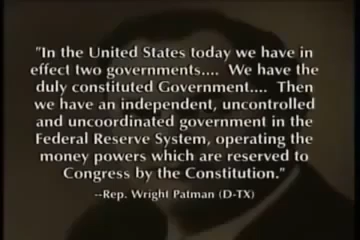 "In the United States today we have in
effect two governments.... We have the
duly constituted Government.... Then
we have an independent, uncontrolled
and uncoordinated government in the
Federal Reserve System, operating the
money powers which are reserved to
Congress by the Constitution."
--Rep. Wright Patman (D-TX)